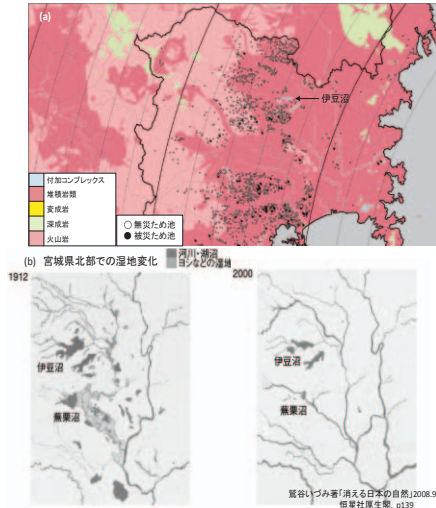 (a)
伊豆沼
付加コンプレックス
堆積岩類
変成岩
深成岩
火山岩
○ 無災ため池
● 被災ため池
(b) 宮城県北部での湿地変化
河川・湖沼
ヨシなどの湿地
1912
2000
伊豆沼
蕪栗沼
伊豆沼
蕪栗沼
鷲谷いづみ著「消える日本の自然」2008.9
恒星社厚生閣, p139